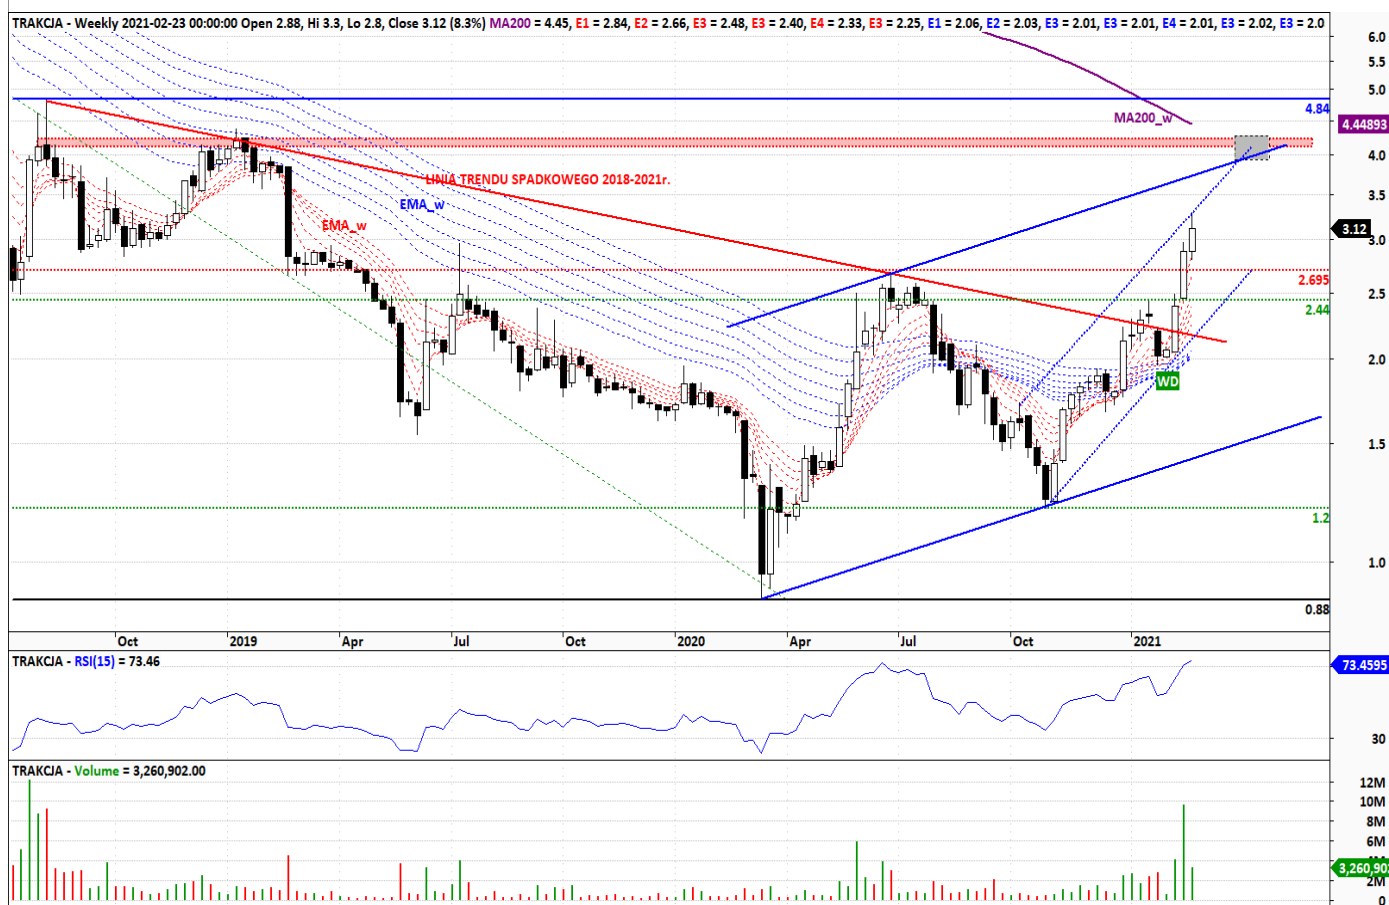 TRAKCJA - Weekly 2021-02-23 00:00:00 Open 2.88, Hi 3.3, Lo 2.8, Close 3.12 (8.3%) MA200 = 4.45, E1 = 2.84, E2 = 2.66, E3 = 2.48, E3 = 2.40, E4 = 2.33, E3 = 2.25, E1 = 2.06, E2 = 2.03, E3 = 2.01, E3 = 2.01, E4 = 2.01, E3 = 2.02, E3 = 2.0
6.0
5.5
5.0
4.84
MA200_w
4.44893
4.0
LINIA TRENDU SPADKOWEGO 2018-2021r.
3.5
EMA_w
EMA_w
3.12
3.0
2.695
2.5
2.44
2.0
WD
1.5
1.2
1.0
0.88
Oct
2019
Apr
Jul
Oct
2020
Apr
Jul
Oct
2021
TRAKCJA - RSI(15) = 73.46
73.4595
30
TRAKCJA - Volume = 3,260,902.00
12M
10M
8M
6M
3,260,902
2M
0